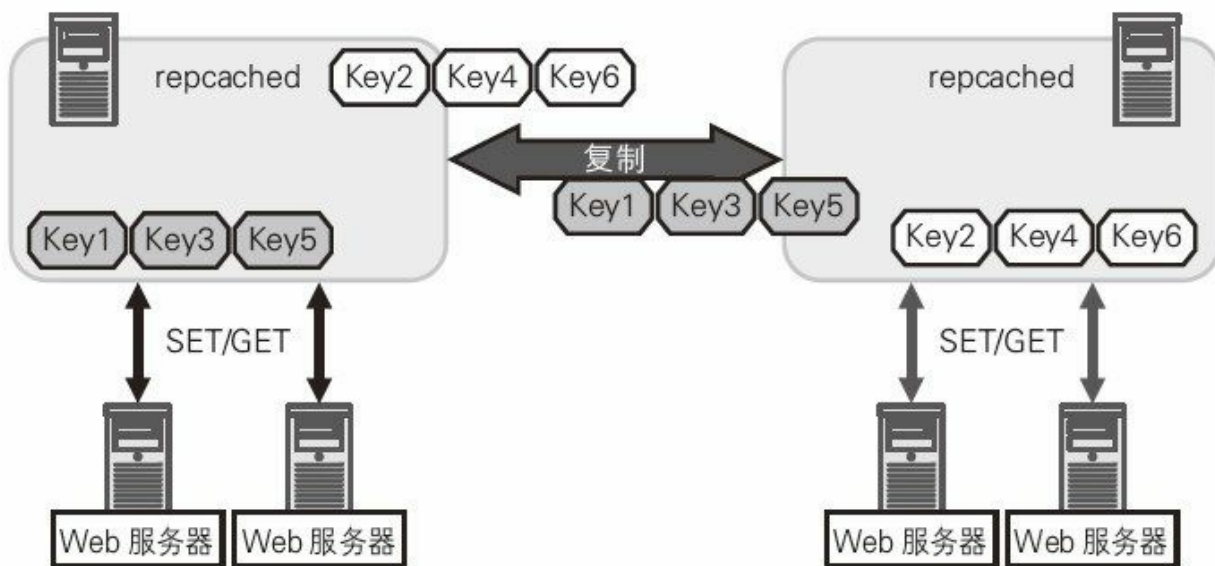 repcached
Key2 Key4 Key6
repcached
复制
Key1 Key3 Key5
Key1 Key3 Key5
Key2 Key4 Key6
SET/GET
SET/GET
Web 服务器
Web 服务器
Web 服务器
Web 服务器